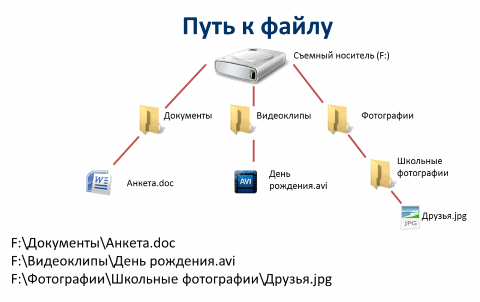 Путь к файлу
Съемный носитель (F:)
Документы
Видеоклипы
Фотографии
Школьные
фотографии
Анкета.doc
День
рождения.avi
AVI
W
Друзья.jpg
JPG
F:\Документы\Анкета.doc
F:\Видеоклипы\День рождения.avi
F:\Фотографии\Школьные фотографии\Друзья.jpg